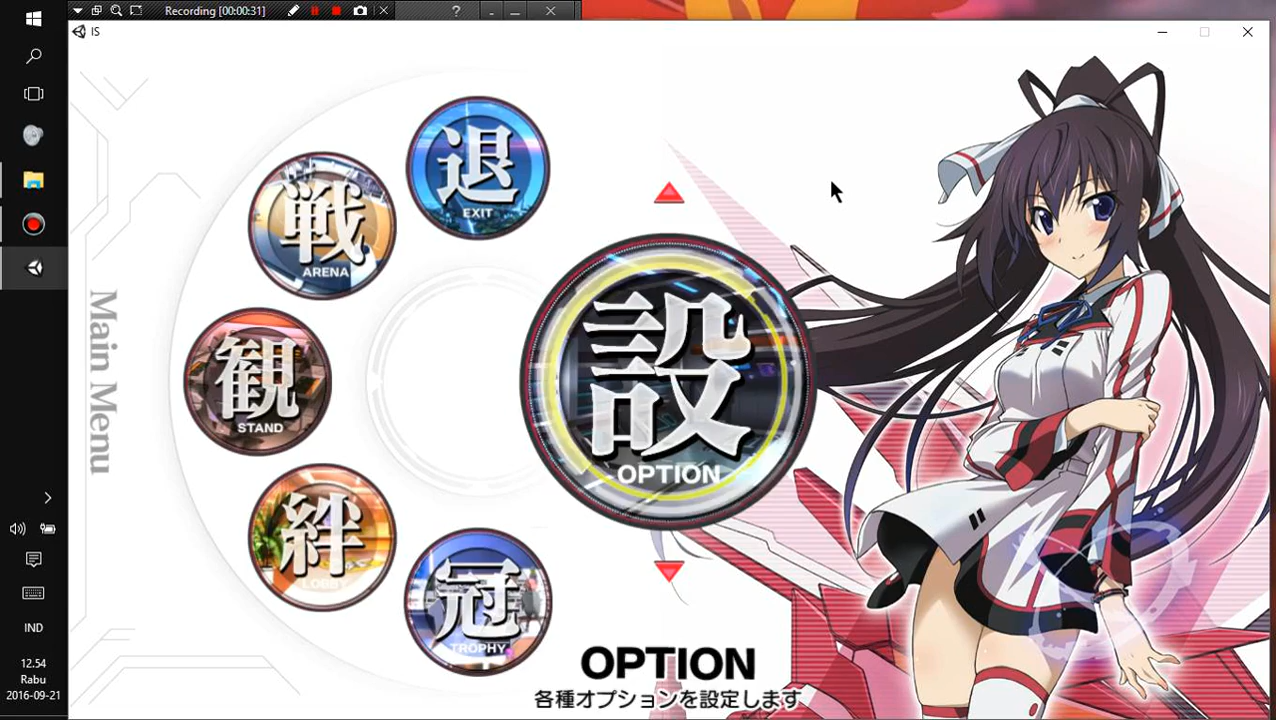 Recording [00:00:31]
IS
退
EXIT
戦
ARENA
設
OPTION
観
STAND
Main Menu
絆
LOBBY
冠
TROPHY
OPTION
各種オプションを設定します
IND
12.54
Rabu
2016-09-21